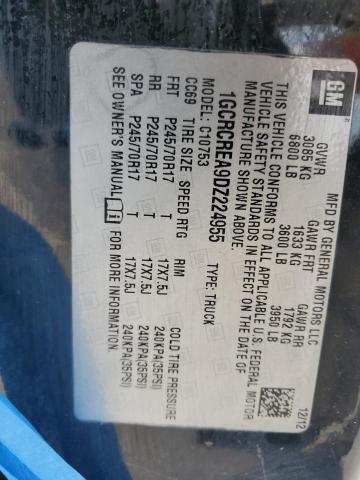 GM
MFD BY GENERAL MOTORS LLC
12/12
GVWR GAWR FRT GAWR RR
3085 KG 1633 KG 1792 KG
6800 LB 3600 LB 3950 LB
THIS VEHICLE CONFORMS TO ALL APPLICABLE U.S. FEDERAL MOTOR
VEHICLE SAFETY STANDARDS IN EFFECT ON THE DATE OF
MANUFACTURE SHOWN ABOVE.
1GCRCREA9DZ224955 TYPE: TRUCK
MODEL: C10753
CC69 TIRE SIZE SPEED RTG RIM COLD TIRE PRESSURE
FRT P245/70R17 T 17X7.5J 240KPA(35PSI)
RR P245/70R17 T 17X7.5J 240KPA(35PSI)
SPA P245/70R17 T 17X7.5J 240KPA(35PSI)
SEE OWNER'S MANUAL FOR MORE INFORMATION.